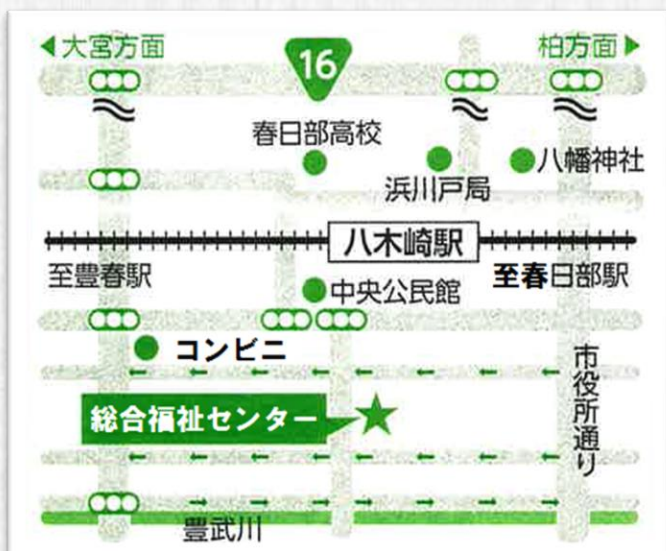 大宮方面
16
柏方面
春日部高校
浜川戸局
八幡神社
八木崎駅
至豊春駅
至春日部駅
中央公民館
コンビニ
市役所通り
総合福祉センター
豊武川